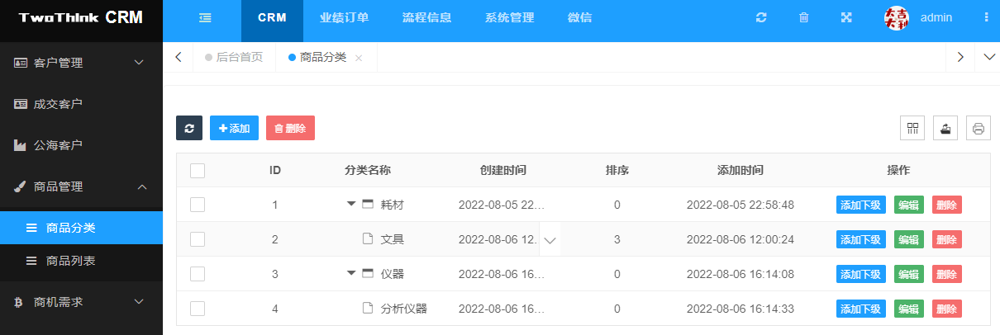 TwoThink CRM
CRM 业绩订单 流程信息 系统管理 微信 admin
客户管理
成交客户
公海客户
商品管理
商品分类
商品列表
商机需求
后台首页 商品分类
添加 删除
ID 分类名称 创建时间 排序 添加时间 操作
1 耗材 2022-08-05 22... 0 2022-08-05 22:58:48 添加下级 编辑 删除
2 文具 2022-08-06 12. 3 2022-08-06 12:00:24 添加下级 编辑 删除
3 仪器 2022-08-06 16... 0 2022-08-06 16:14:08 添加下级 编辑 删除
4 分析仪器 2022-08-06 16... 0 2022-08-06 16:14:33 添加下级 编辑 删除